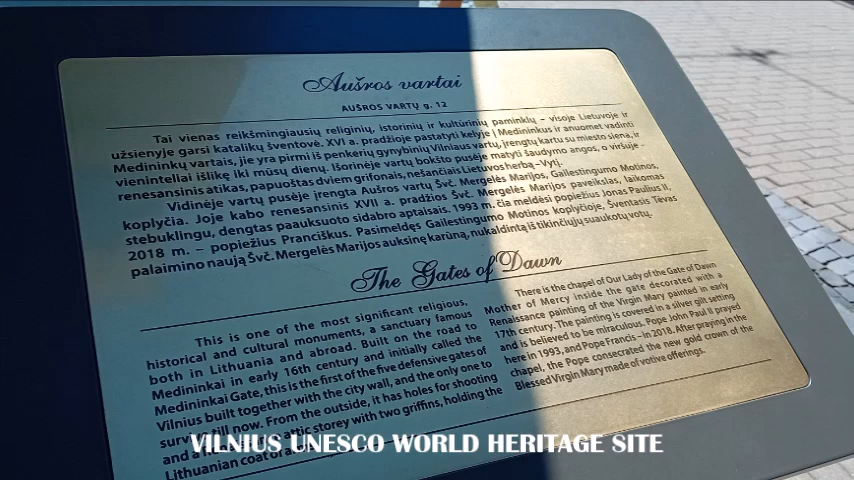 Aušros vartai
AUŠROS VARTŲ g. 12
Tai vienas reikšmingiausių religinių, istorinių ir kultūrinių paminklų – visoje Lietuvoje ir
užsienyje garsi katalikų šventovė. XVI a. pradžioje pastatyti kelyje į Medininkus ir anuomet vadinti
Medininkų vartais, jie yra pirmi iš penkerių gynybinių Vilniaus vartų, įrengtų kartu su miesto siena, ir
vieninteliai išlikę iki mūsų dienų. Išorinėje vartų bokšto pusėje matyti šaudymo angos, o viršuje –
renesansinis atikas, papuoštas dviem grifonais, nešančiais Lietuvos herbą–Vytį.
Vidinėje vartų pusėje įrengta Aušros vartų Švč. Mergelės Marijos, Gailestingumo Motinos,
koplyčia. Joje kabo renesansinis XVII a. pradžios Švč. Mergelės Marijos paveikslas, laikomas
stebuklingu, dengtas paauksuoto sidabro aptaisais. 1993 m. čia meldėsi popiežius Jonas Paulius II,
2018 m. – popiežius Pranciškus. Pasimeldęs Gailestingumo Motinos koplyčioje, Šventasis Tėvas
palaimino naują Švč. Mergelės Marijos auksinę karūną, nukaldintą iš tikinčiųjų suaukotų votų.
The Gates of Dawn
This is one of the most significant religious,
historical and cultural monuments, a sanctuary famous
both in Lithuania and abroad. Built on the road to
Medininkai in early 16th century and initially called the
Medininkai Gate, this is the first of the five defensive gates of
Vilnius built together with the city wall, and the only one to
survive till now. From the outside, it has holes for shooting
and a attic storey with two griffins, holding the
Lithuanian coat of
There is the chapel of Our Lady of the Gate of Dawn
Mother of Mercy inside the gate decorated with a
Renaissance painting of the Virgin Mary painted in early
17th century. The painting is covered in a silver gilt setting
and is believed to be miraculous. Pope John Paul II prayed
here in 1993, and Pope Francis – in 2018. After praying in the
chapel, the Pope consecrated the new gold crown of the
Blessed Virgin Mary made of votive offerings.
VILNIUS UNESCO WORLD HERITAGE SITE